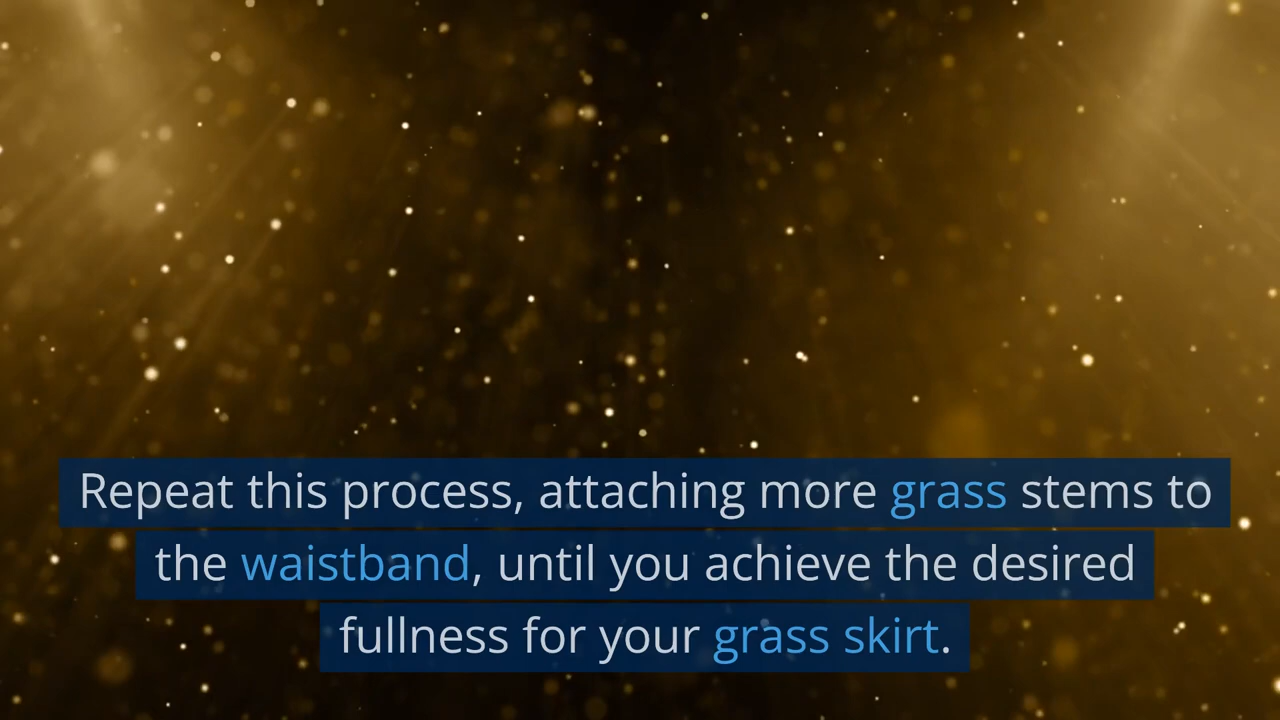 Repeat this process, attaching more grass stems to
the waistband, until you achieve the desired
fullness for your grass skirt.